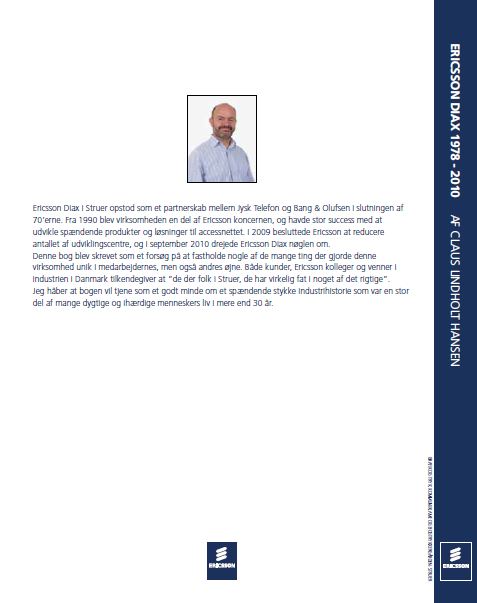 Ericsson Diax i Struer opstod som et partnerskab mellem Jysk Telefon og Bang & Olufsen i slutningen af
70'erne. Fra 1990 blev virksomheden en del af Ericsson koncernen, og havde stor success med at
udvikle spændende produkter og løsninger til accessnettet. I 2009 besluttede Ericsson at reducere
antallet af udviklingscentre, og i september 2010 drejede Ericsson Diax nøglen om.
Denne bog blev skrevet som et forsøg på at fastholde nogle af de mange ting der gjorde denne
virksomhed unik i medarbejdernes, men også andres øjne. Både kunder, Ericsson kolleger og venner i
industrien i Danmark tilkendegiver at "de der folk i Struer, de har virkelig fat i noget af det rigtige".
Jeg håber at bogen vil tjene som et godt minde om et spændende stykke industrihistorie som var en stor
del af mange dygtige og ihærdige menneskers liv i mere end 30 år.
ERICSSON
ERICSSON DIAX 1978 - 2010 AF CLAUS LINDHOLT HANSEN
ERICSSON